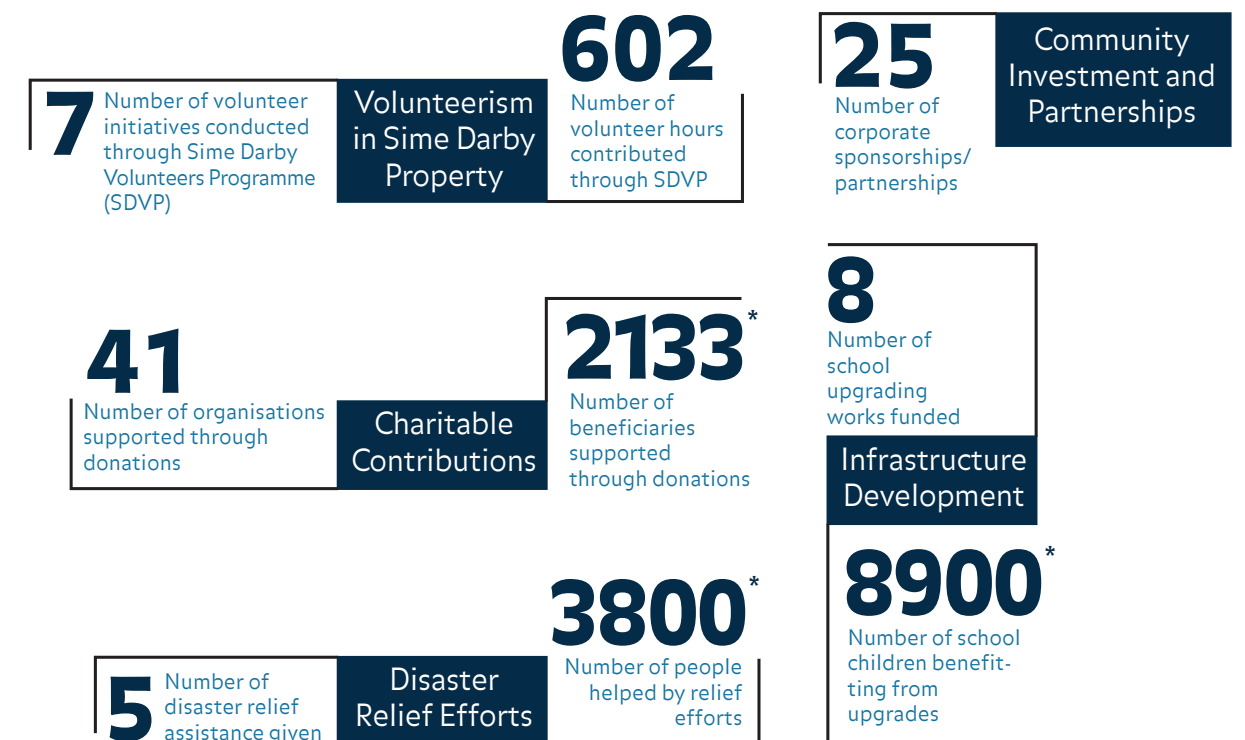 7
Number of volunteer
initiatives conducted
through Sime Darby
Volunteers Programme
(SDVP)
Volunteerism
in Sime Darby
Property
602
Number of
volunteer hours
contributed
through SDVP
25
Number of
corporate
sponsorships/
partnerships
Community
Investment and
Partnerships
41
Number of organisations
supported through
donations
Charitable
Contributions
2133*
Number of
beneficiaries
supported
through donations
8
Number of
school
upgrading
works funded
Infrastructure
Development
8900*
Number of school
children benefit-
ting from
upgrades
5
Number of
disaster relief
assistance given
Disaster
Relief Efforts
3800*
Number of people
helped by relief
efforts